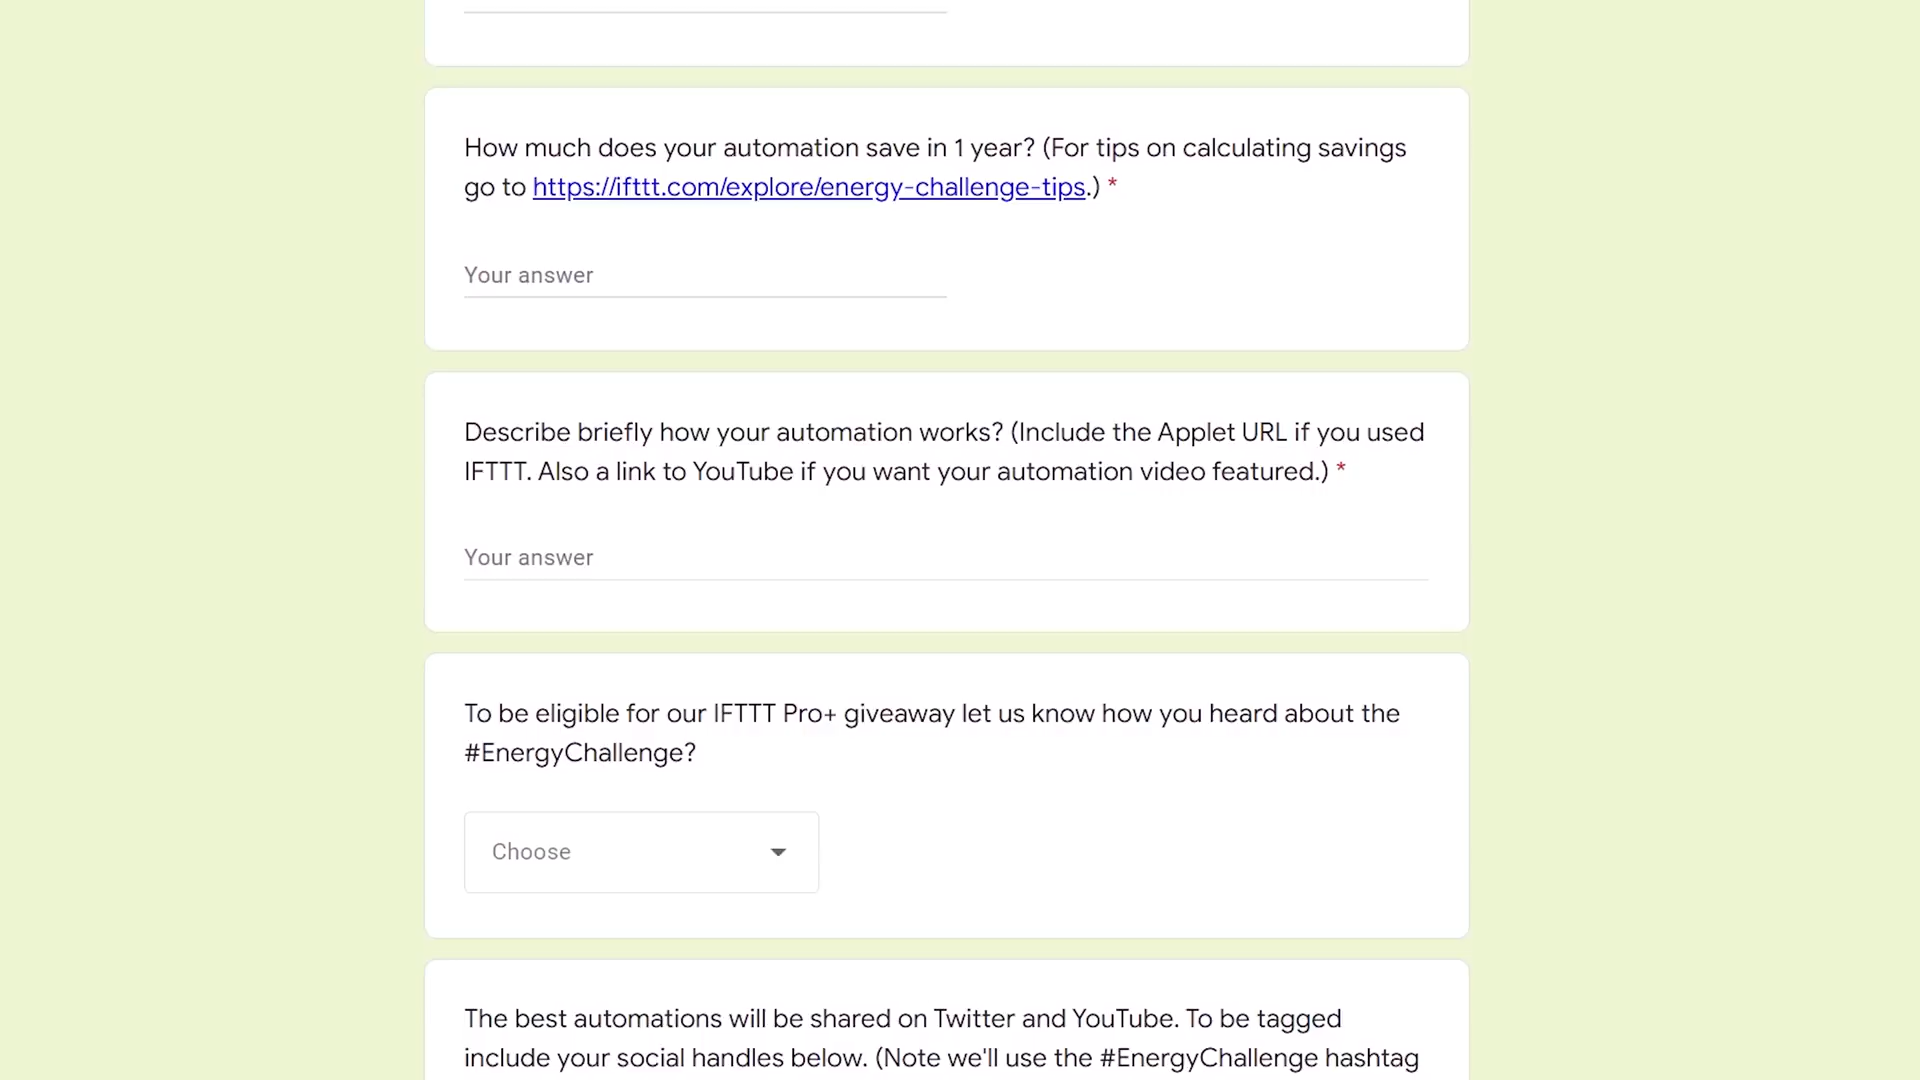 How much does your automation save in 1 year? (For tips on calculating savings
go to https://ifttt.com/explore/energy-challenge-tips.) *
Your answer
Describe briefly how your automation works? (Include the Applet URL if you used
IFTTT. Also a link to YouTube if you want your automation video featured.) *
Your answer
To be eligible for our IFTTT Pro+ giveaway let us know how you heard about the
#EnergyChallenge?
Choose
The best automations will be shared on Twitter and YouTube. To be tagged
include your social handles below. (Note we'll use the #EnergyChallenge hashtag